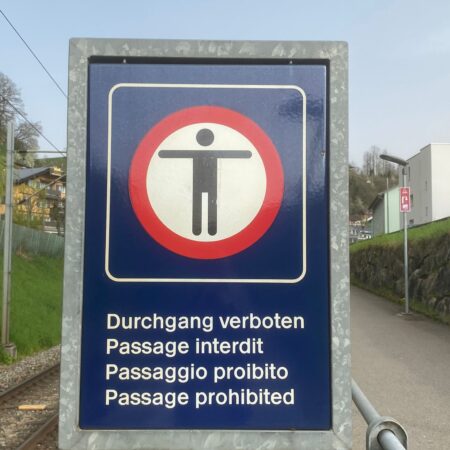 Durchgang verboten
Passage interdit
Passaggio proibito
Passage prohibited